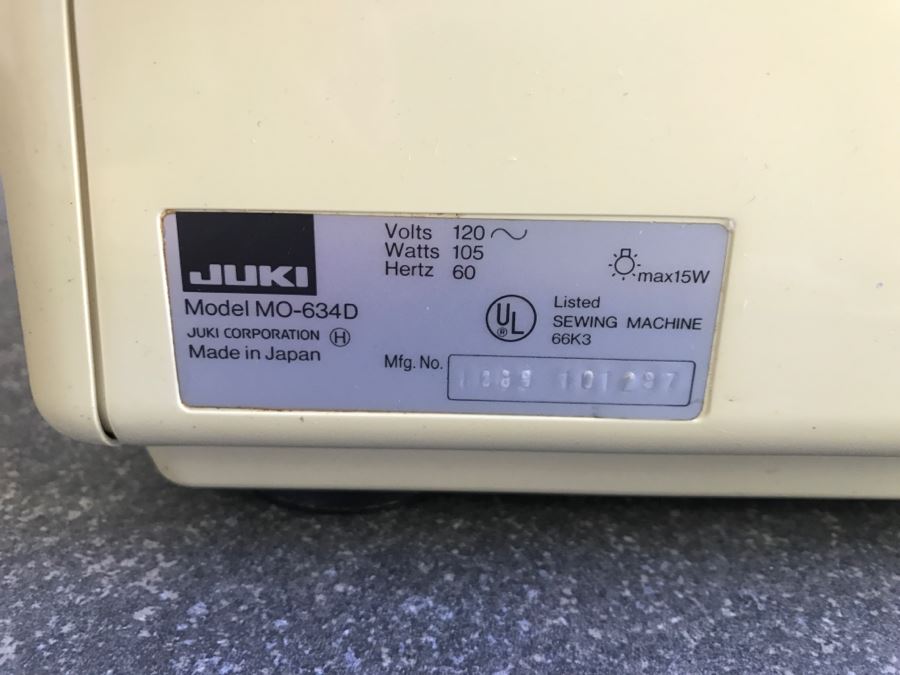 JUKI
Model MO-634D
JUKI CORPORATION H
Made in Japan
Volts 120
Watts 105
Hertz 60
max15W
UL
®
Listed
SEWING MACHINE
66K3
Mfg. No.